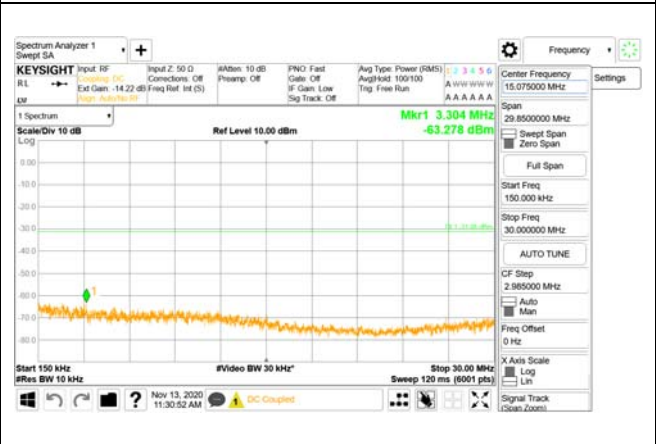 Spectrum Analyzer 1
Swept SA
+
Frequency
KEYSIGHT
RL
Input: RF
Coupling: DC
Ext Gain: -14.22 dB
Align: Auto/No RF
Input Z: 50 Ω
Corrections: Off
Freq Ref: Int (S)
#Atten: 10 dB
Preamp: Off
PNO: Fast
Gate: Off
IF Gain: Low
Sig Track: Off
Avg Type: Power (RMS)
Avg|Hold: 100/100
Trig: Free Run
1 2 3 4 5 6
A W W W W W
A A A A A A
1 Spectrum
Scale/Div 10 dB
Log
Ref Level 10.00 dBm
Mkr1 3.304 MHz
-63.278 dBm
0.00
-10.0
-20.0
-30.0
-40.0
-50.0
-60.0
-70.0
-80.0
1
Start 150 kHz
#Res BW 10 kHz
#Video BW 30 kHz*
Stop 30.00 MHz
Sweep 120 ms (6001 pts)
?
Nov 13, 2020
11:30:52 AM
1
DC Coupled
Center Frequency
15.075000 MHz
Settings
Span
29.8500000 MHz
Swept Span
Zero Span
Full Span
Start Freq
150.000 kHz
Stop Freq
30.000000 MHz
AUTO TUNE
CF Step
2.985000 MHz
Auto
Man
Freq Offset
0 Hz
X Axis Scale
Log
Lin
Signal Track
(Span Zoom)